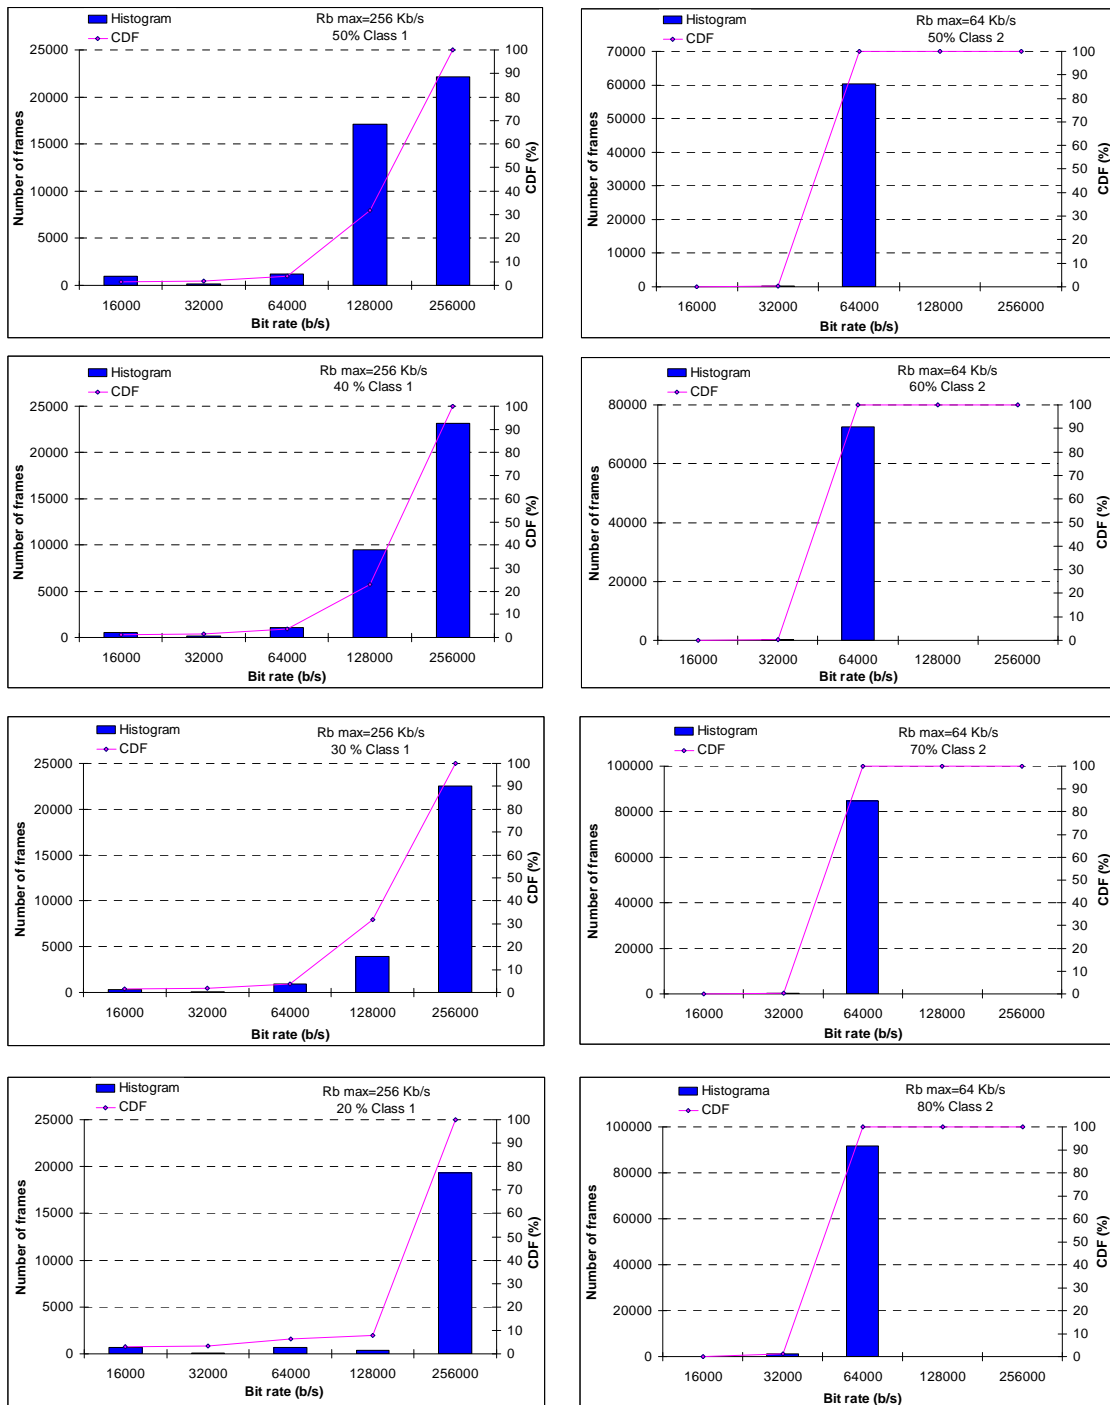 Histogram
CDF
Rb max=256 Kb/s
50% Class 1
25000
20000
15000
10000
5000
0
Number of frames
100
90
80
70
60
50
40
30
20
10
0
CDF (%)
16000 32000 64000 128000 256000
Bit rate (b/s)
Histogram
CDF
Rb max=64 Kb/s
50% Class 2
70000
60000
50000
40000
30000
20000
10000
0
Number of frames
100
90
80
70
60
50
40
30
20
10
0
CDF (%)
16000 32000 64000 128000 256000
Bit rate (b/s)
Histogram
CDF
Rb max=256 Kb/s
40 % Class 1
25000
20000
15000
10000
5000
0
Number of frames
100
90
80
70
60
50
40
30
20
10
0
CDF (%)
16000 32000 64000 128000 256000
Bit rate (b/s)
Histogram
CDF
Rb max=64 Kb/s
60% Class 2
80000
60000
40000
20000
0
Number of frames
100
90
80
70
60
50
40
30
20
10
0
CDF (%)
16000 32000 64000 128000 256000
Bit rate (b/s)
Histogram
CDF
Rb max=256 Kb/s
30 % Class 1
25000
20000
15000
10000
5000
0
Number of frames
100
90
80
70
60
50
40
30
20
10
0
CDF (%)
16000 32000 64000 128000 256000
Bit rate (b/s)
Histogram
CDF
Rb max=64 Kb/s
70% Class 2
100000
80000
60000
40000
20000
0
Number of frames
100
90
80
70
60
50
40
30
20
10
0
CDF (%)
16000 32000 64000 128000 256000
Bit rate (b/s)
Histogram
CDF
Rb max=256 Kb/s
20 % Class 1
25000
20000
15000
10000
5000
0
Number of frames
100
90
80
70
60
50
40
30
20
10
0
CDF (%)
16000 32000 64000 128000 256000
Bit rate (b/s)
Histograma
CDF
Rb max=64 Kb/s
80% Class 2
100000
80000
60000
40000
20000
0
Number of frames
100
90
80
70
60
50
40
30
20
10
0
CDF (%)
16000 32000 64000 128000 256000
Bit rate (b/s)